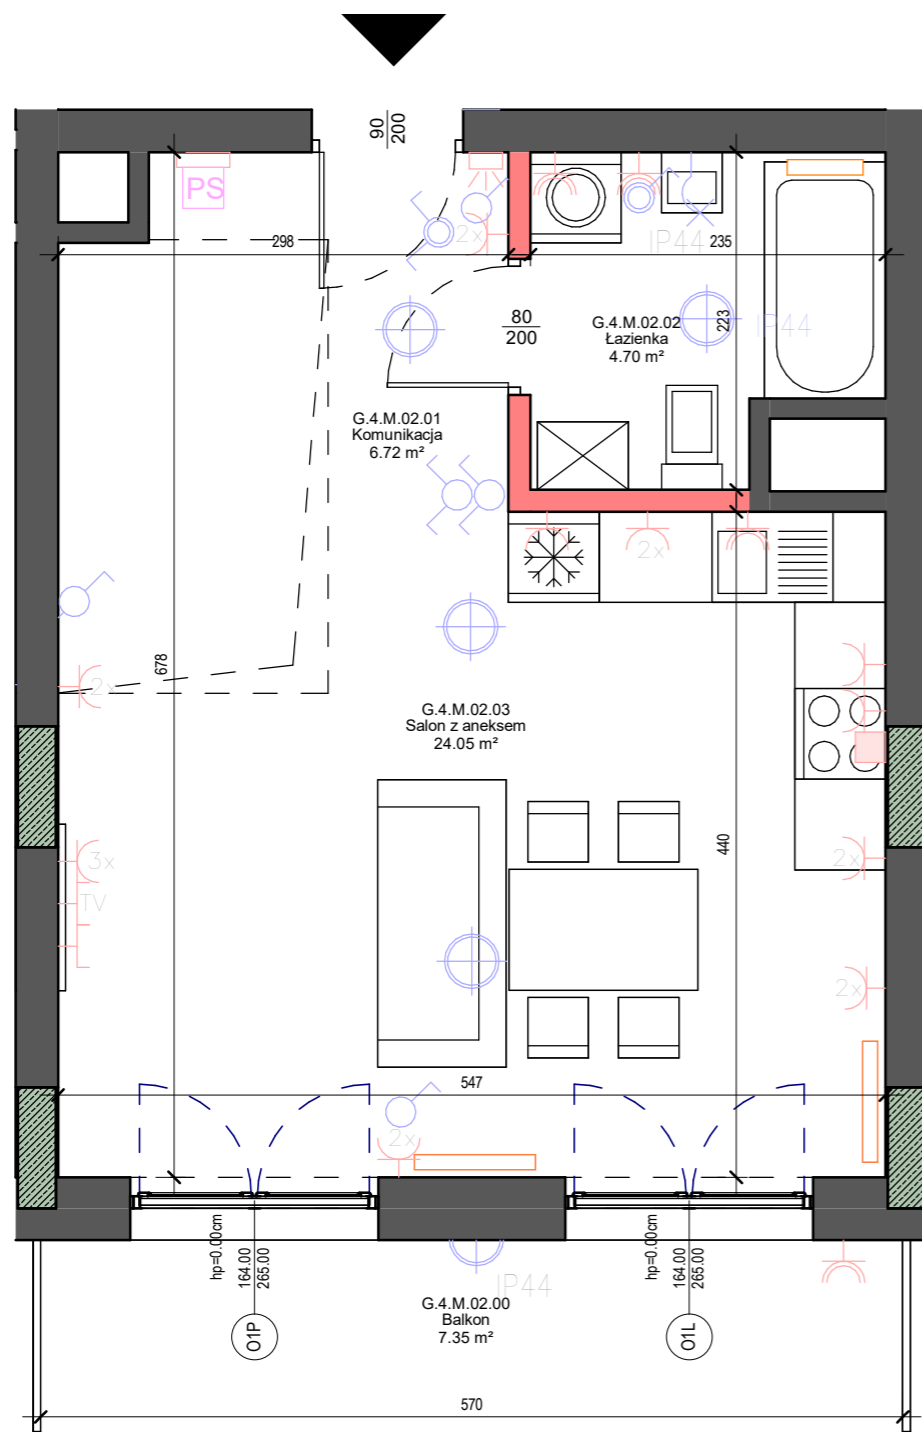 90
200
PS
2x
298
IP44
235
80
200
G.4.M.02.02
Łazienka
4.70 m²
223
IP44
G.4.M.02.01
Komunikacja
6.72 m²
2x
678
2x
G.4.M.02.03
Salon z aneksem
24.05 m²
440
3x
2x
TV
2x
547
2x
hp=0.00cm
164.00
265.00
hp=0.00cm
164.00
265.00
IP44
G.4.M.02.00
Balkon
7.35 m²
O1P
O1L
570